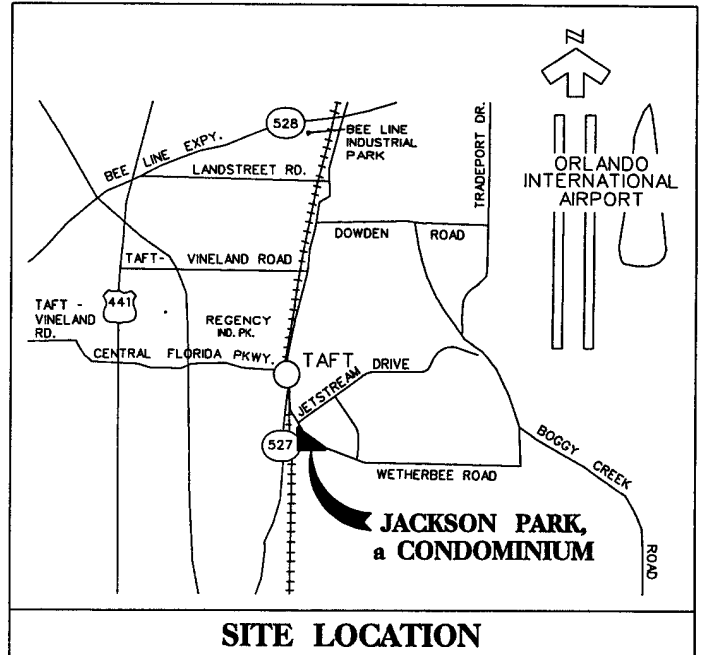 N
528
BEE LINE
INDUSTRIAL
PARK
BEE LINE EXPY.
LANDSTREET RD.
TRADEPORT DR.
ORLANDO
INTERNATIONAL
AIRPORT
DOWDEN ROAD
TAFT- VINELAND ROAD
441
TAFT -
VINELAND
RD.
REGENCY
IND. PK.
CENTRAL FLORIDA PKWY.
TAFT
JETSTREAM DRIVE
527
BOGGY CREEK
ROAD
WETHERBEE ROAD
JACKSON PARK,
a CONDOMINIUM
SITE LOCATION